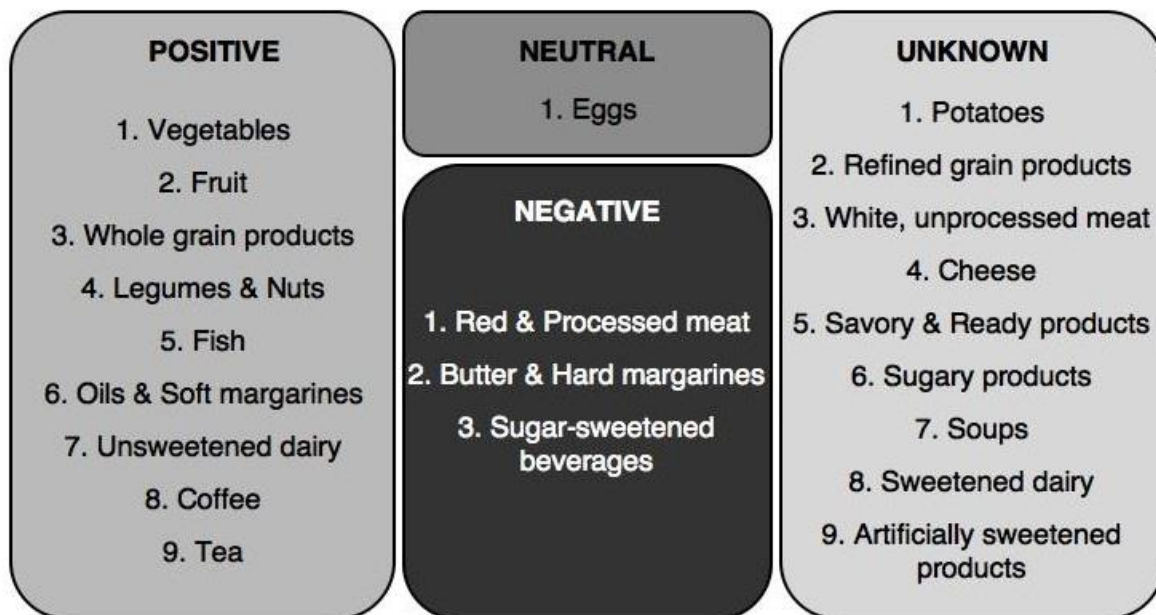 POSITIVE
1. Vegetables
2. Fruit
3. Whole grain products
4. Legumes & Nuts
5. Fish
6. Oils & Soft margarines
7. Unsweetened dairy
8. Coffee
9. Tea
NEUTRAL
1. Eggs
NEGATIVE
1. Red & Processed meat
2. Butter & Hard margarines
3. Sugar-sweetened
beverages
UNKNOWN
1. Potatoes
2. Refined grain products
3. White, unprocessed meat
4. Cheese
5. Savory & Ready products
6. Sugary products
7. Soups
8. Sweetened dairy
9. Artificially sweetened
products